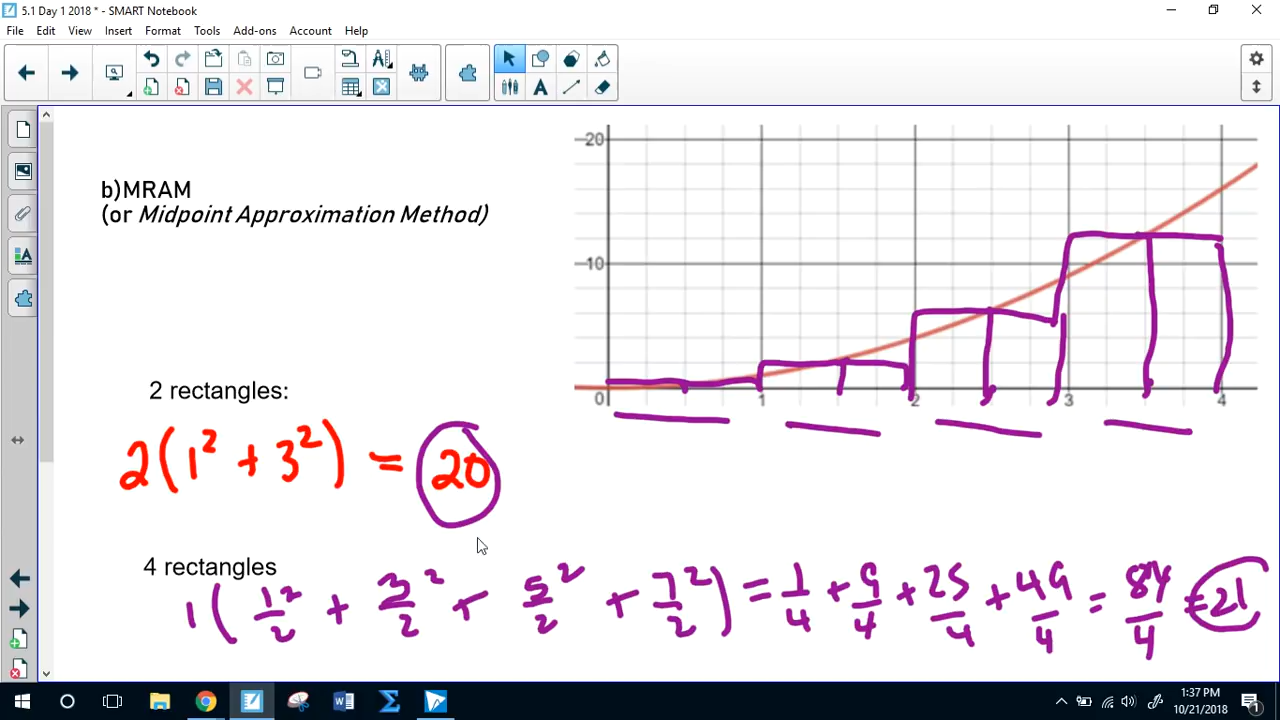 5.1 Day 1 2018 * - SMART Notebook
File Edit View Insert Format Tools Add-ons Account Help
b)MRAM
(or Midpoint Approximation Method)
20
10
0 1 2 3 4
2 rectangles:
2(1² + 3²) = 20
4 rectangles
1(1/2² + 3/2² + 5/2² + 7/2²) = 1/4 + 9/4 + 25/4 + 49/4 = 84/4 = 21
1:37 PM
10/21/2018